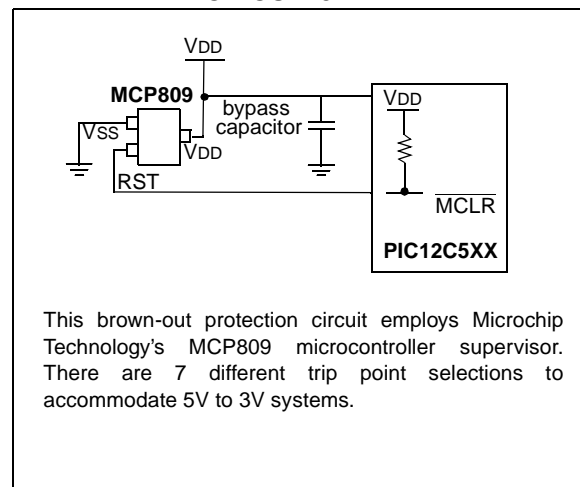 VDD
MCP809
bypass
capacitor
VDD
VSS
VDD
RST
MCLR
PIC12C5XX
This brown-out protection circuit employs Microchip
Technology's MCP809 microcontroller supervisor.
There are 7 different trip point selections to
accommodate 5V to 3V systems.